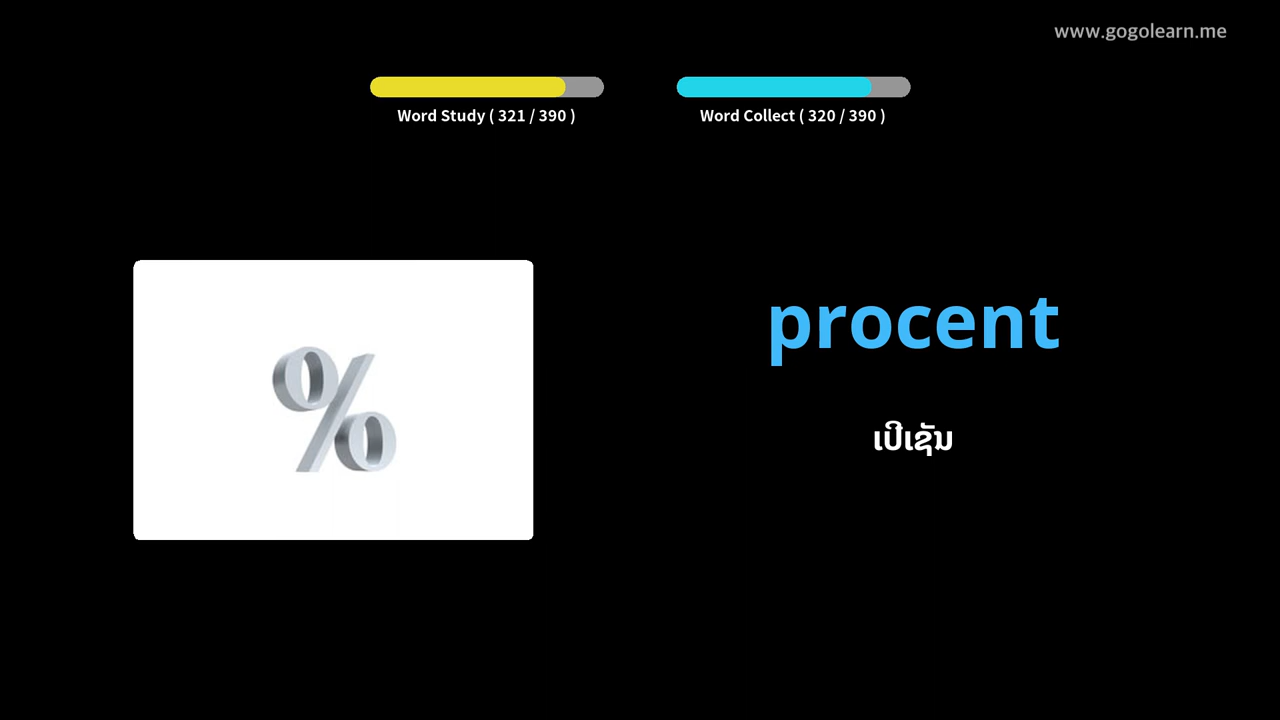 www.gogolearn.me
Word Study ( 321 / 390 )
Word Collect ( 320 / 390 )
%
procent
ເປີເຊັນ